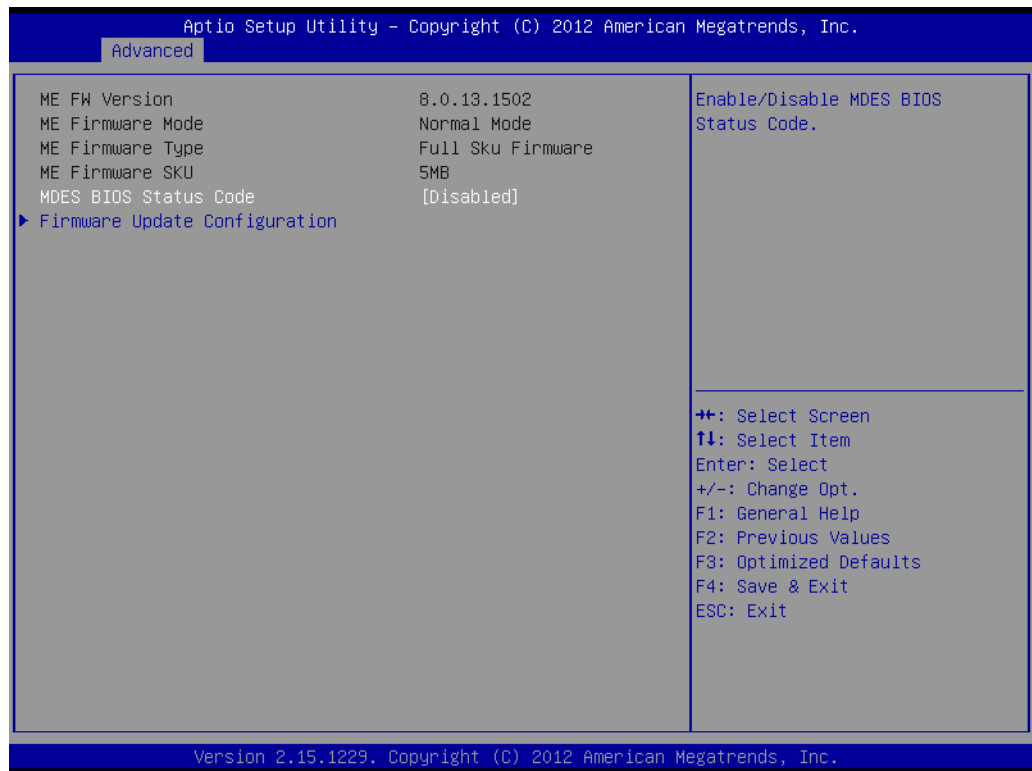 Aptio Setup Utility – Copyright (C) 2012 American Megatrends, Inc.
Advanced
ME FW Version 8.0.13.1502
ME Firmware Mode Normal Mode
ME Firmware Type Full Sku Firmware
ME Firmware SKU 5MB
MDES BIOS Status Code [Disabled]
▶ Firmware Update Configuration
Enable/Disable MDES BIOS
Status Code.
→←: Select Screen
↑↓: Select Item
Enter: Select
+/-: Change Opt.
F1: General Help
F2: Previous Values
F3: Optimized Defaults
F4: Save & Exit
ESC: Exit
Version 2.15.1229. Copyright (C) 2012 American Megatrends, Inc.